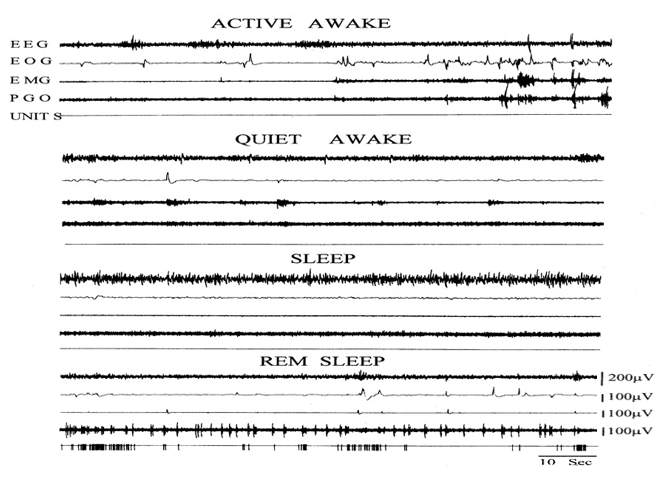 ACTIVE AWAKE
EEG
EOG
EMG
PGO
UNIT S
QUIET AWAKE
SLEEP
REM SLEEP
200µV
100µV
100µV
100µV
10 Sec